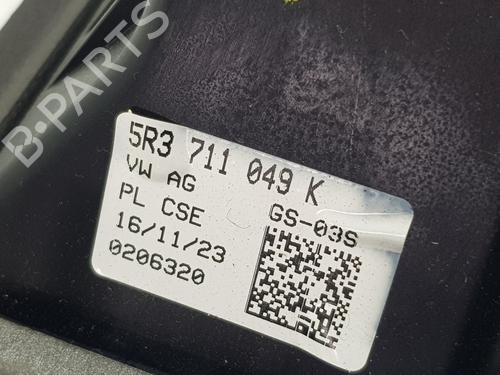 B-PARTS
5R3 711 049 K
VW AG
GS-03S
PL CSE
16/11/23
0206320